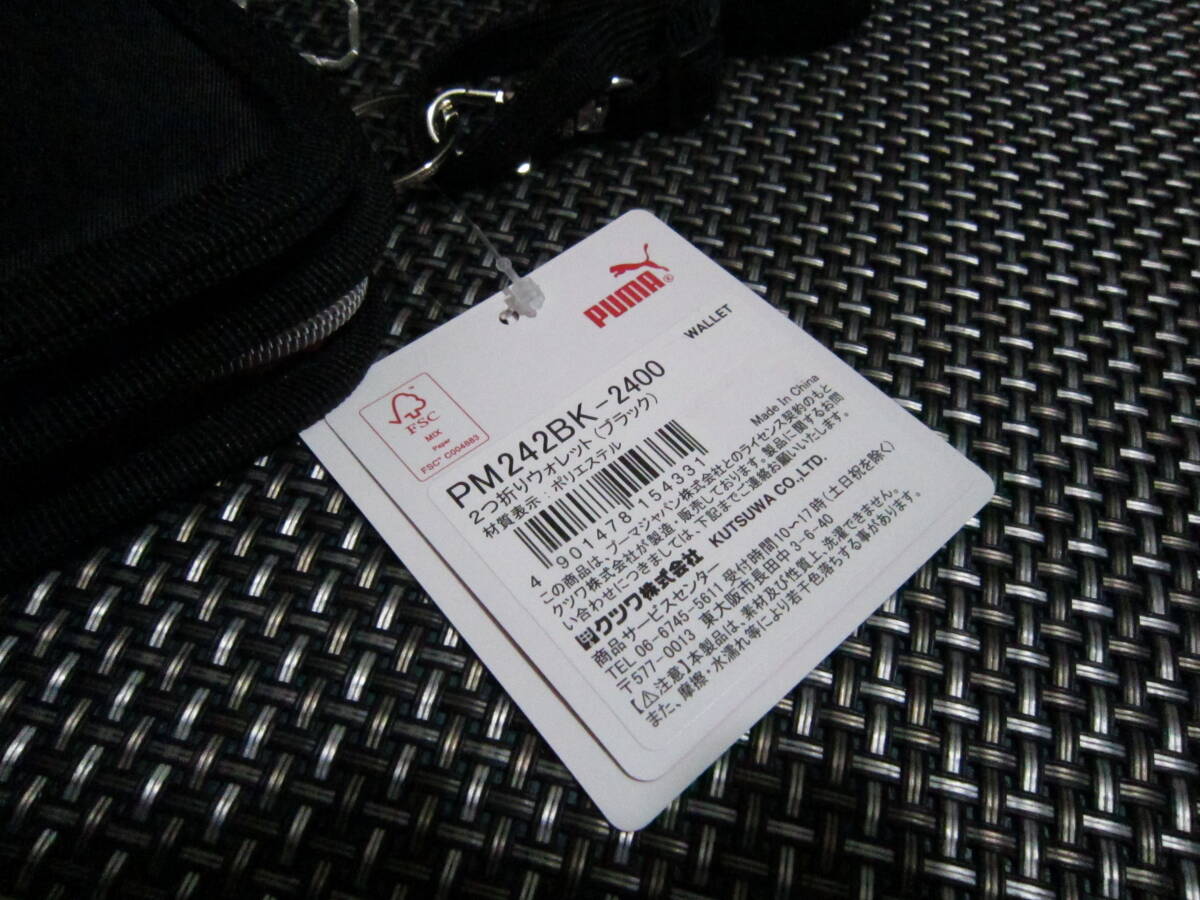 PUMA®
WALLET
FSC™
MIX
Paper
FSC® C004883
PM242BK-2400
2つ折りウォレット(ブラック)
材質表示:ポリエステル
Made In China
4 901478 154331
この商品は、プーマジャパン株式会社とのライセンス契約のもと
クツワ株式会社が製造・販売しております。製品に関するお問
い合わせにつきましては、下記までご連絡お願いいたします。
クツワ株式会社 KUTSUWA CO.,LTD.
商品サービスセンター
TEL 06-6745-5611 受付時間10〜17時(土日祝を除く)
〒577-0013 東大阪市長田中3-6-40
【⚠注意】本製品は、素材及び性質上、洗濯できません。
また、摩擦・水濡れ等により若干色落ちする事があります。